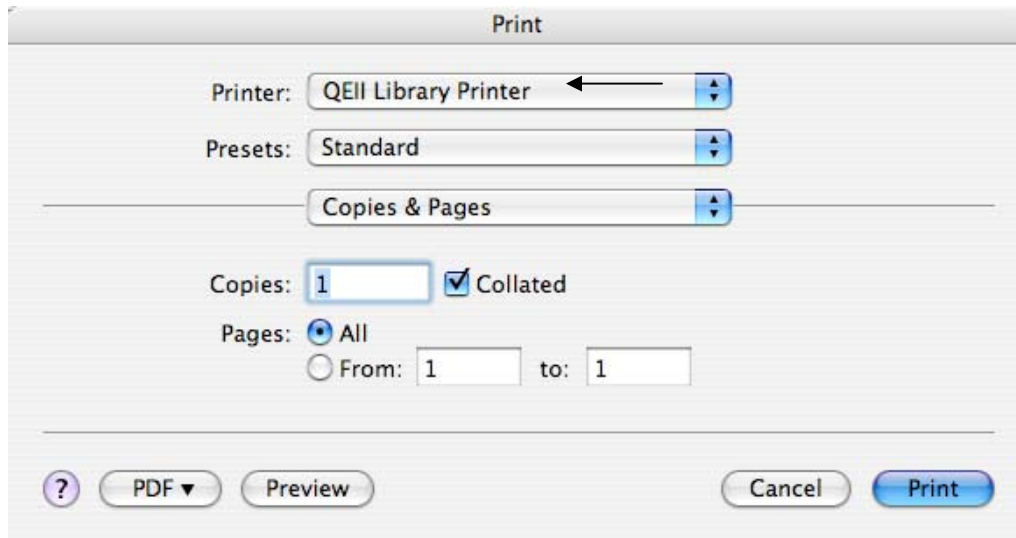 Print
Printer: QEII Library Printer
Presets: Standard
Copies & Pages
Copies: 1 Collated
Pages: All
From: 1 to: 1
? PDF ▼ Preview Cancel Print